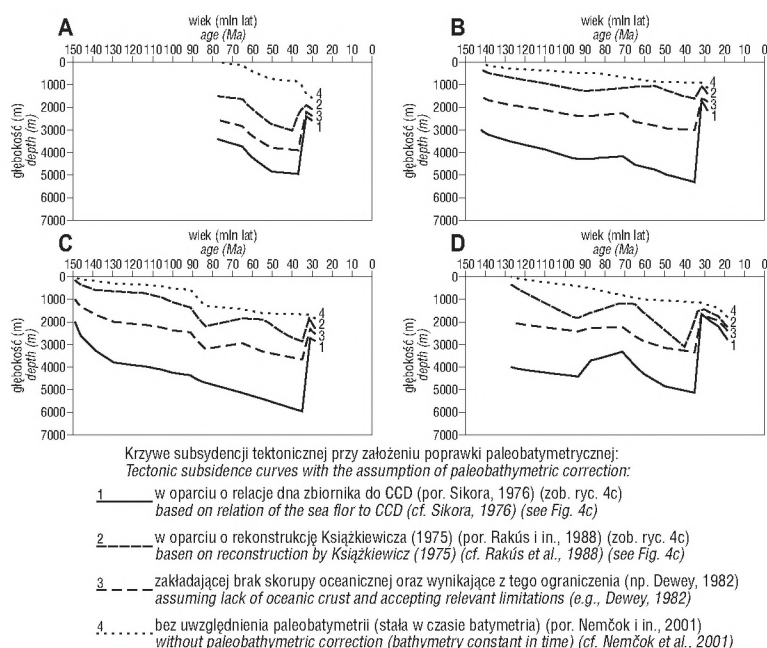 A
wiek (mln lat)
age (Ma)
150 140 130 120 110 100 90 80 70 60 50 40 30 20 10 0
głębokość (m)
depth (m)
0
1000
2000
3000
4000
5000
6000
7000
4
2
3
1
B
wiek (mln lat)
age (Ma)
150 140 130 120 110 100 90 80 70 60 50 40 30 20 10 0
głębokość (m)
depth (m)
0
1000
2000
3000
4000
5000
6000
7000
4
2
3
1
C
wiek (mln lat)
age (Ma)
150 140 130 120 110 100 90 80 70 60 50 40 30 20 10 0
głębokość (m)
depth (m)
0
1000
2000
3000
4000
5000
6000
7000
4
2
3
1
D
wiek (mln lat)
age (Ma)
150 140 130 120 110 100 90 80 70 60 50 40 30 20 10 0
głębokość (m)
depth (m)
0
1000
2000
3000
4000
5000
6000
7000
4
2
3
1
Krzywe subsydencji tektonicznej przy założeniu poprawki paleobatymetrycznej:
Tectonic subsidence curves with the assumption of paleobathymetric correction:
1 w oparciu o relacje dna zbiornika do CCD (por. Sikora, 1976) (zob. ryc. 4c)
based on relation of the sea flor to CCD (cf. Sikora, 1976) (see Fig. 4c)
2 w oparciu o rekonstrukcję Książkiewicza (1975) (por. Rakús i in., 1988) (zob. ryc. 4c)
basen on reconstruction by Książkiewicz (1975) (cf. Rakús et al., 1988) (see Fig. 4c)
3 zakładającej brak skorupy oceanicznej oraz wynikające z tego ograniczenia (np. Dewey, 1982)
assuming lack of oceanic crust and accepting relevant limitations (e.g., Dewey, 1982)
4 bez uwzględnienia paleobatymetrii (stała w czasie batymetria) (por. Nemčok i in., 2001)
without paleobathymetric correction (bathymetry constant in time) (cf. Nemčok et al., 2001)